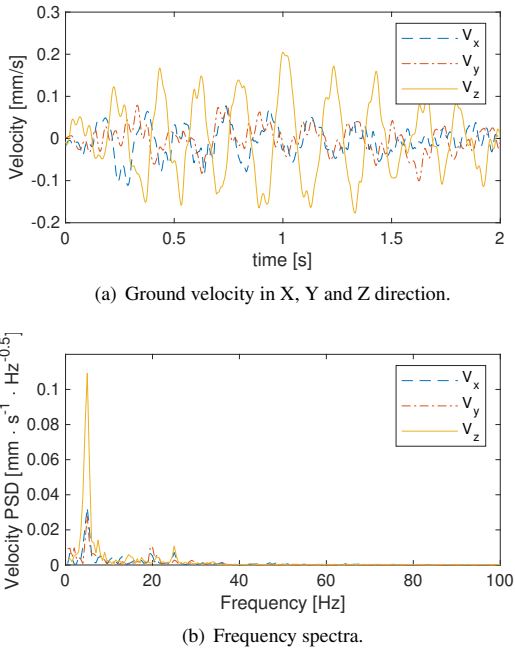 0.3
0.2
0.1
0
-0.1
-0.2
Velocity [mm/s]
V_x
V_y
V_z
0 0.5 1 1.5 2
time [s]
(a) Ground velocity in X, Y and Z direction.
0.1
0.08
0.06
0.04
0.02
0
Velocity PSD [mm · s^-1 · Hz^-0.5]
V_x
V_y
V_z
0 20 40 60 80 100
Frequency [Hz]
(b) Frequency spectra.